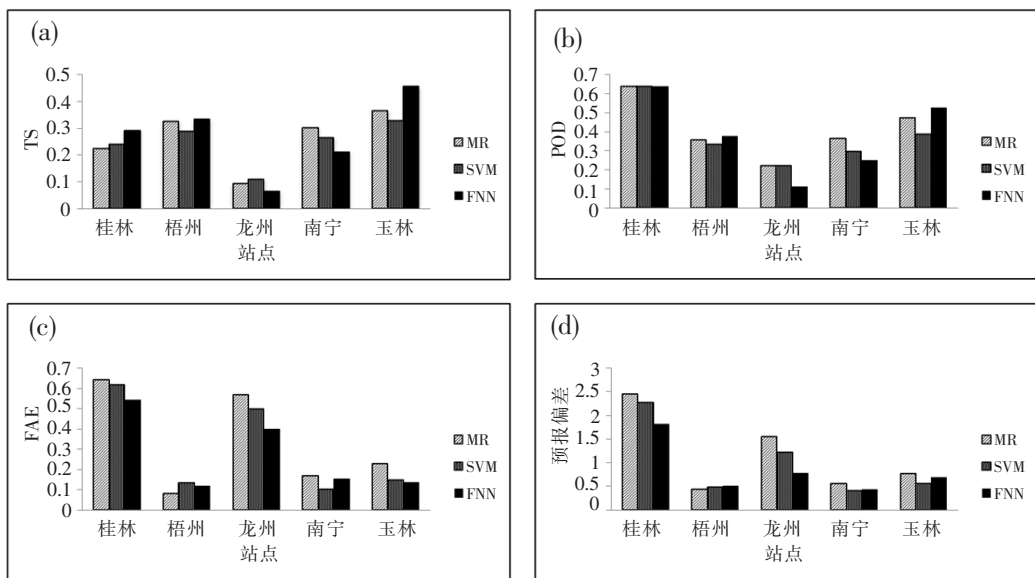 (a)
TS
0.5
0.4
0.3
0.2
0.1
0
桂林 梧州 龙州 南宁 玉林
站点
MR
SVM
FNN
(b)
POD
0.7
0.6
0.5
0.4
0.3
0.2
0.1
0
桂林 梧州 龙州 南宁 玉林
站点
MR
SVM
FNN
(c)
FAE
0.7
0.6
0.5
0.4
0.3
0.2
0.1
0
桂林 梧州 龙州 南宁 玉林
站点
MR
SVM
FNN
(d)
预报偏差
3
2.5
2
1.5
1
0.5
0
桂林 梧州 龙州 南宁 玉林
站点
MR
SVM
FNN